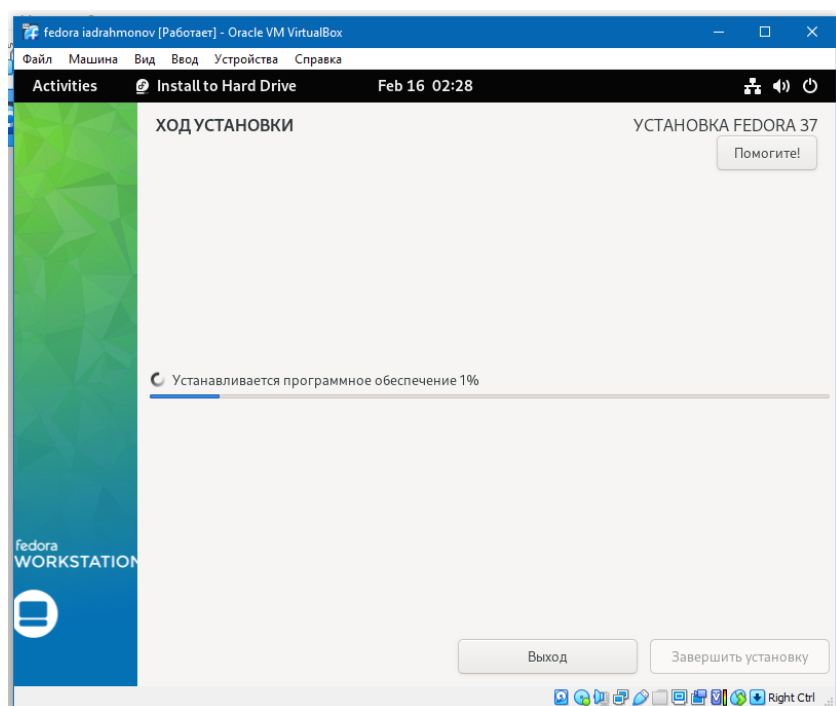 fedora iadrahmonov [Работает] - Oracle VM VirtualBox
Файл Машина Вид Ввод Устройства Справка
Activities Install to Hard Drive Feb 16 02:28
ХОД УСТАНОВКИ
УСТАНОВКА FEDORA 37
Помогите!
Устанавливается программное обеспечение 1%
fedora
WORKSTATION
Выход
Завершить установку
Right Ctrl